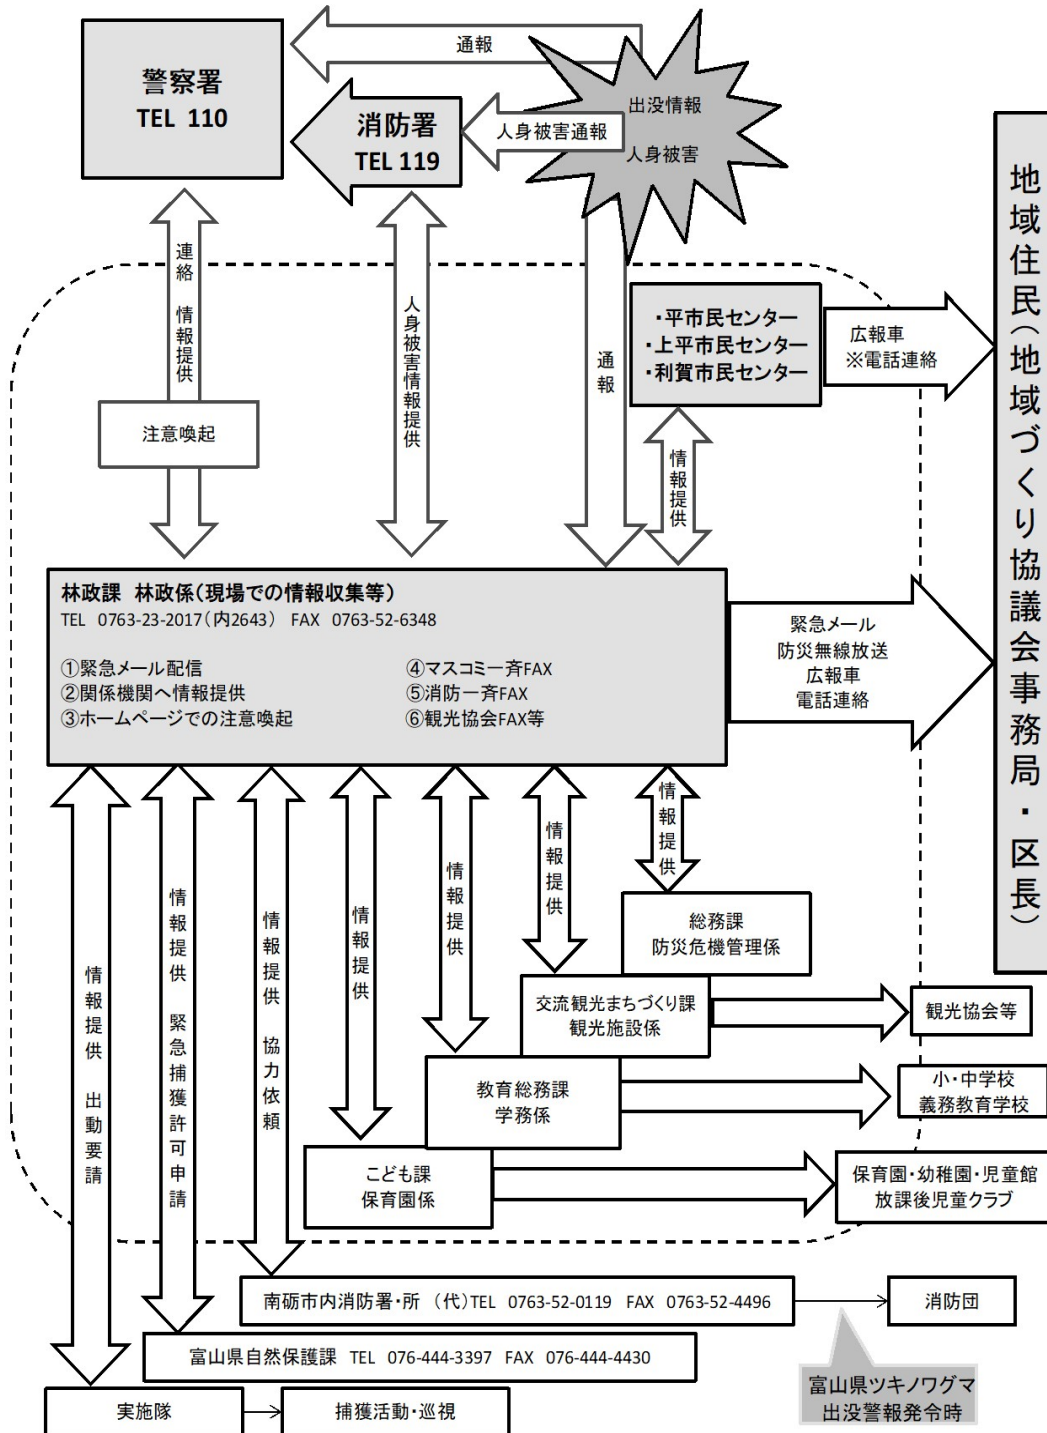 警察署
TEL 110
通報
消防署
TEL 119
人身被害通報
出没情報
人身被害
連絡 情報提供
注意喚起
人身被害情報提供
通報
・平市民センター
・上平市民センター
・利賀市民センター
情報提供
広報車
※電話連絡
地域住民（地域づくり協議会事務局・区長）
林政課 林政係（現場での情報収集等）
TEL 0763-23-2017（内2643） FAX 0763-52-6348
①緊急メール配信
②関係機関へ情報提供
③ホームページでの注意喚起
④マスコミ一斉FAX
⑤消防一斉FAX
⑥観光協会FAX等
緊急メール
防災無線放送
広報車
電話連絡
情報提供 出動要請
情報提供 緊急捕獲許可申請
情報提供 協力依頼
情報提供
情報提供
情報提供
情報提供
総務課
防災危機管理係
交流観光まちづくり課
観光施設係
観光協会等
教育総務課
学務係
小・中学校
義務教育学校
こども課
保育園係
保育園・幼稚園・児童館
放課後児童クラブ
南砺市内消防署・所 （代）TEL 0763-52-0119 FAX 0763-52-4496
消防団
富山県自然保護課 TEL 076-444-3397 FAX 076-444-4430
富山県ツキノワグマ
出没警報発令時
実施隊
捕獲活動・巡視